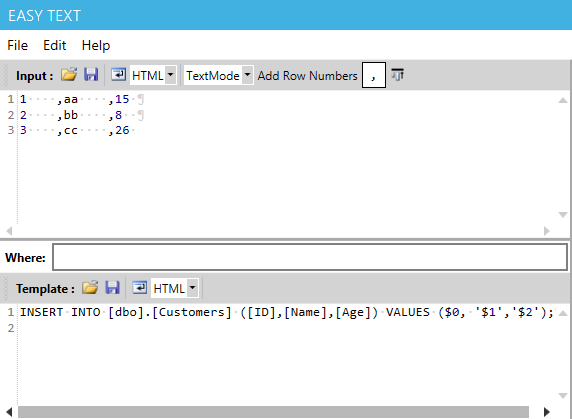 EASY TEXT
File Edit Help
Input : HTML TextMode Add Row Numbers ,
1 1····,aa····,15·¶
2 2····,bb····,8··¶
3 3····,cc····,26·
Where:
Template : HTML
1 INSERT·INTO·[dbo].[Customers]·([ID],[Name],[Age])·VALUES·($0,·'$1','$2');
2